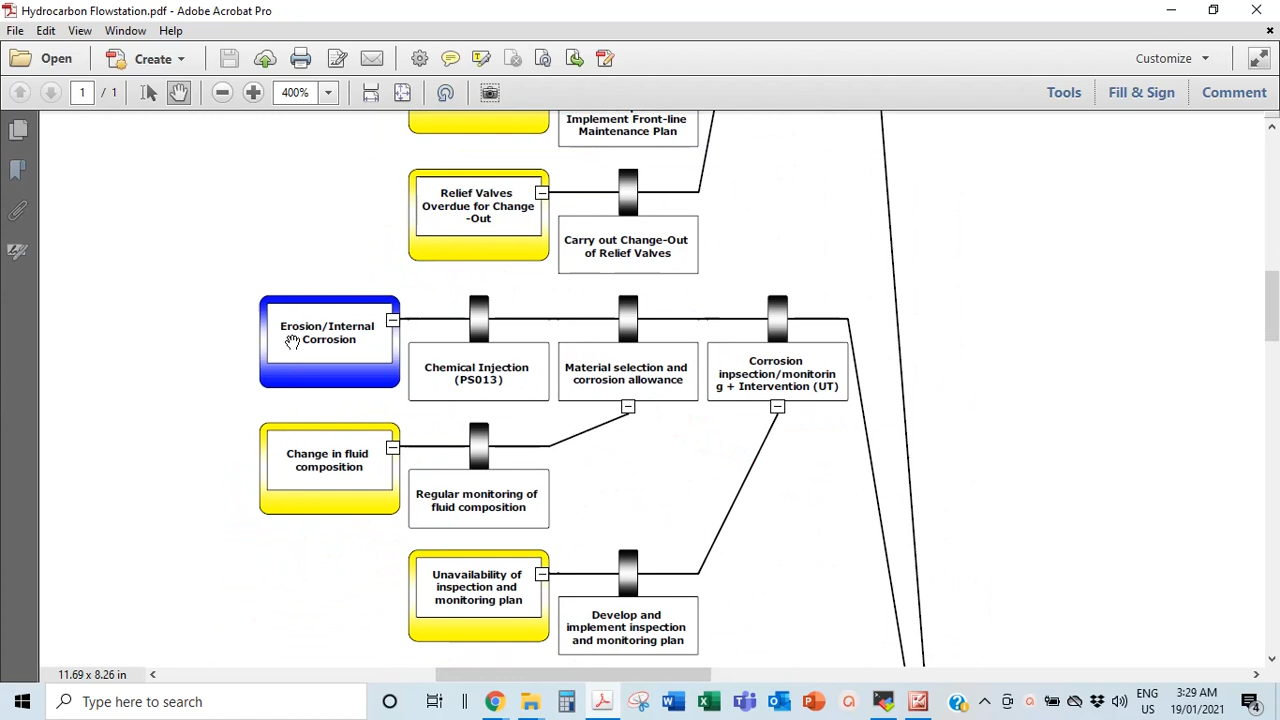 Hydrocarbon Flowstation.pdf - Adobe Acrobat Pro
File Edit View Window Help
Open Create
Customize
1 / 1 400% Tools Fill & Sign Comment
Implement Front-line
Maintenance Plan
Relief Valves
Overdue for Change
-Out
Carry out Change-Out
of Relief Valves
Erosion/Internal
Corrosion
Chemical Injection
(PS013)
Material selection and
corrosion allowance
Corrosion
inpsection/monitorin
g + Intervention (UT)
Change in fluid
composition
Regular monitoring of
fluid composition
Unavailability of
inspection and
monitoring plan
Develop and
implement inspection
and monitoring plan
11.69 x 8.26 in
Type here to search
ENG
US
3:29 AM
19/01/2021
4